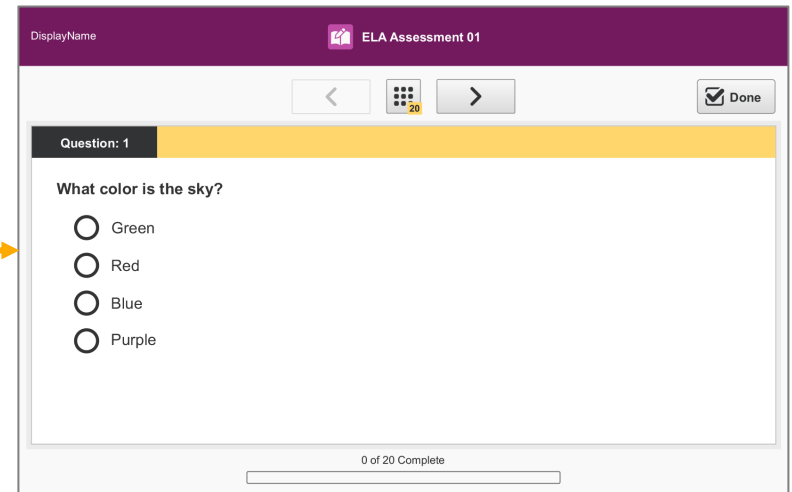 DisplayName
ELA Assessment 01
20
Done
Question: 1
What color is the sky?
Green
Red
Blue
Purple
0 of 20 Complete